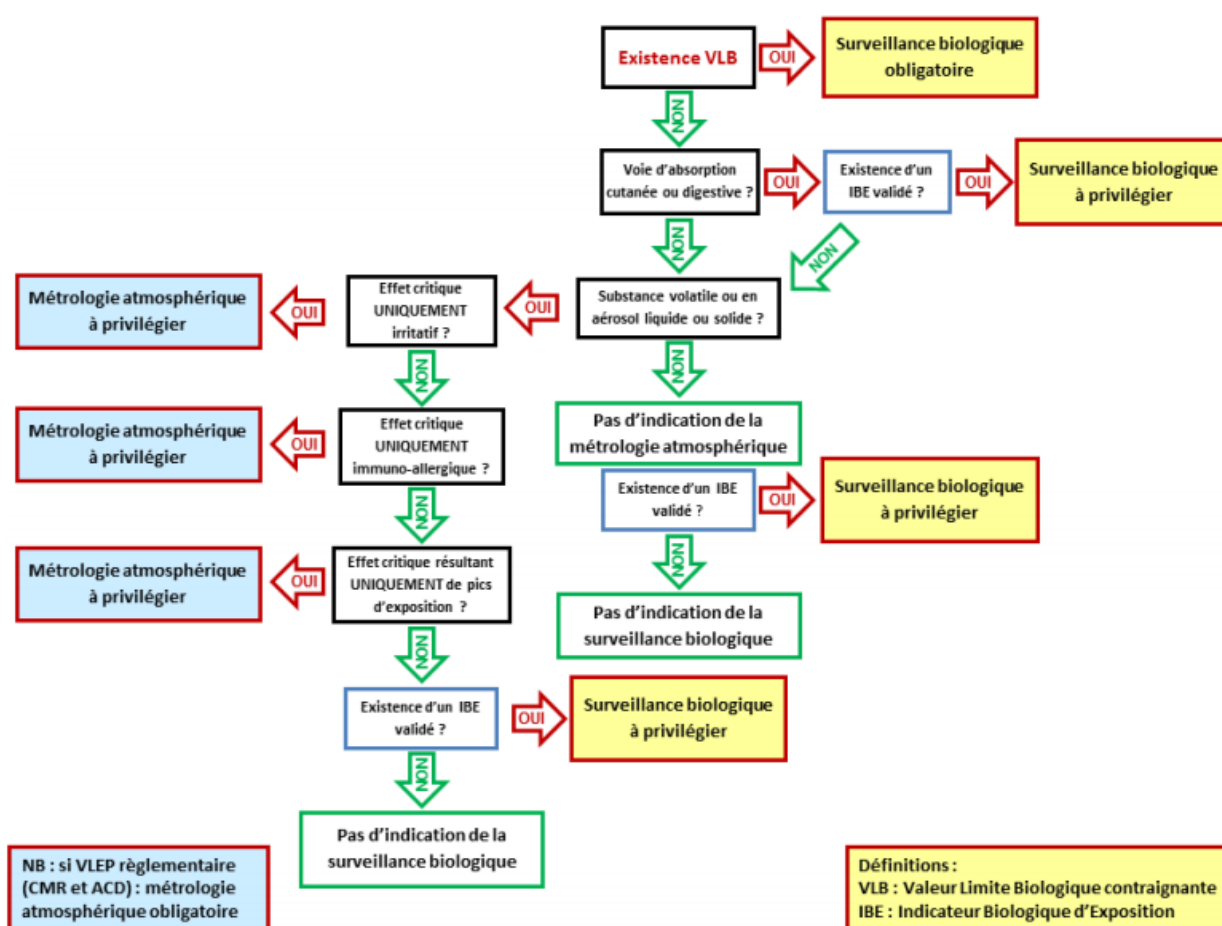 Existence VLB
OUI
Surveillance biologique
obligatoire
NON
Voie d'absorption
cutanée ou digestive ?
OUI
Existence d'un
IBE validé ?
OUI
Surveillance biologique
à privilégier
NON
NON
Substance volatile ou en
aérosol liquide ou solide ?
OUI
Effet critique
UNIQUEMENT
irritatif ?
OUI
Métrologie atmosphérique
à privilégier
NON
NON
Effet critique
UNIQUEMENT
immuno-allergique ?
OUI
Métrologie atmosphérique
à privilégier
Pas d'indication de la
métrologie atmosphérique
Existence d'un IBE
validé ?
OUI
Surveillance biologique
à privilégier
NON
NON
Effet critique résultant
UNIQUEMENT de pics
d'exposition ?
OUI
Métrologie atmosphérique
à privilégier
Pas d'indication de la
surveillance biologique
NON
Existence d'un IBE
validé ?
OUI
Surveillance biologique
à privilégier
NON
Pas d'indication de la
surveillance biologique
NB : si VLEP règlementaire
(CMR et ACD) : métrologie
atmosphérique obligatoire
Définitions :
VLB : Valeur Limite Biologique contraignante
IBE : Indicateur Biologique d'Exposition